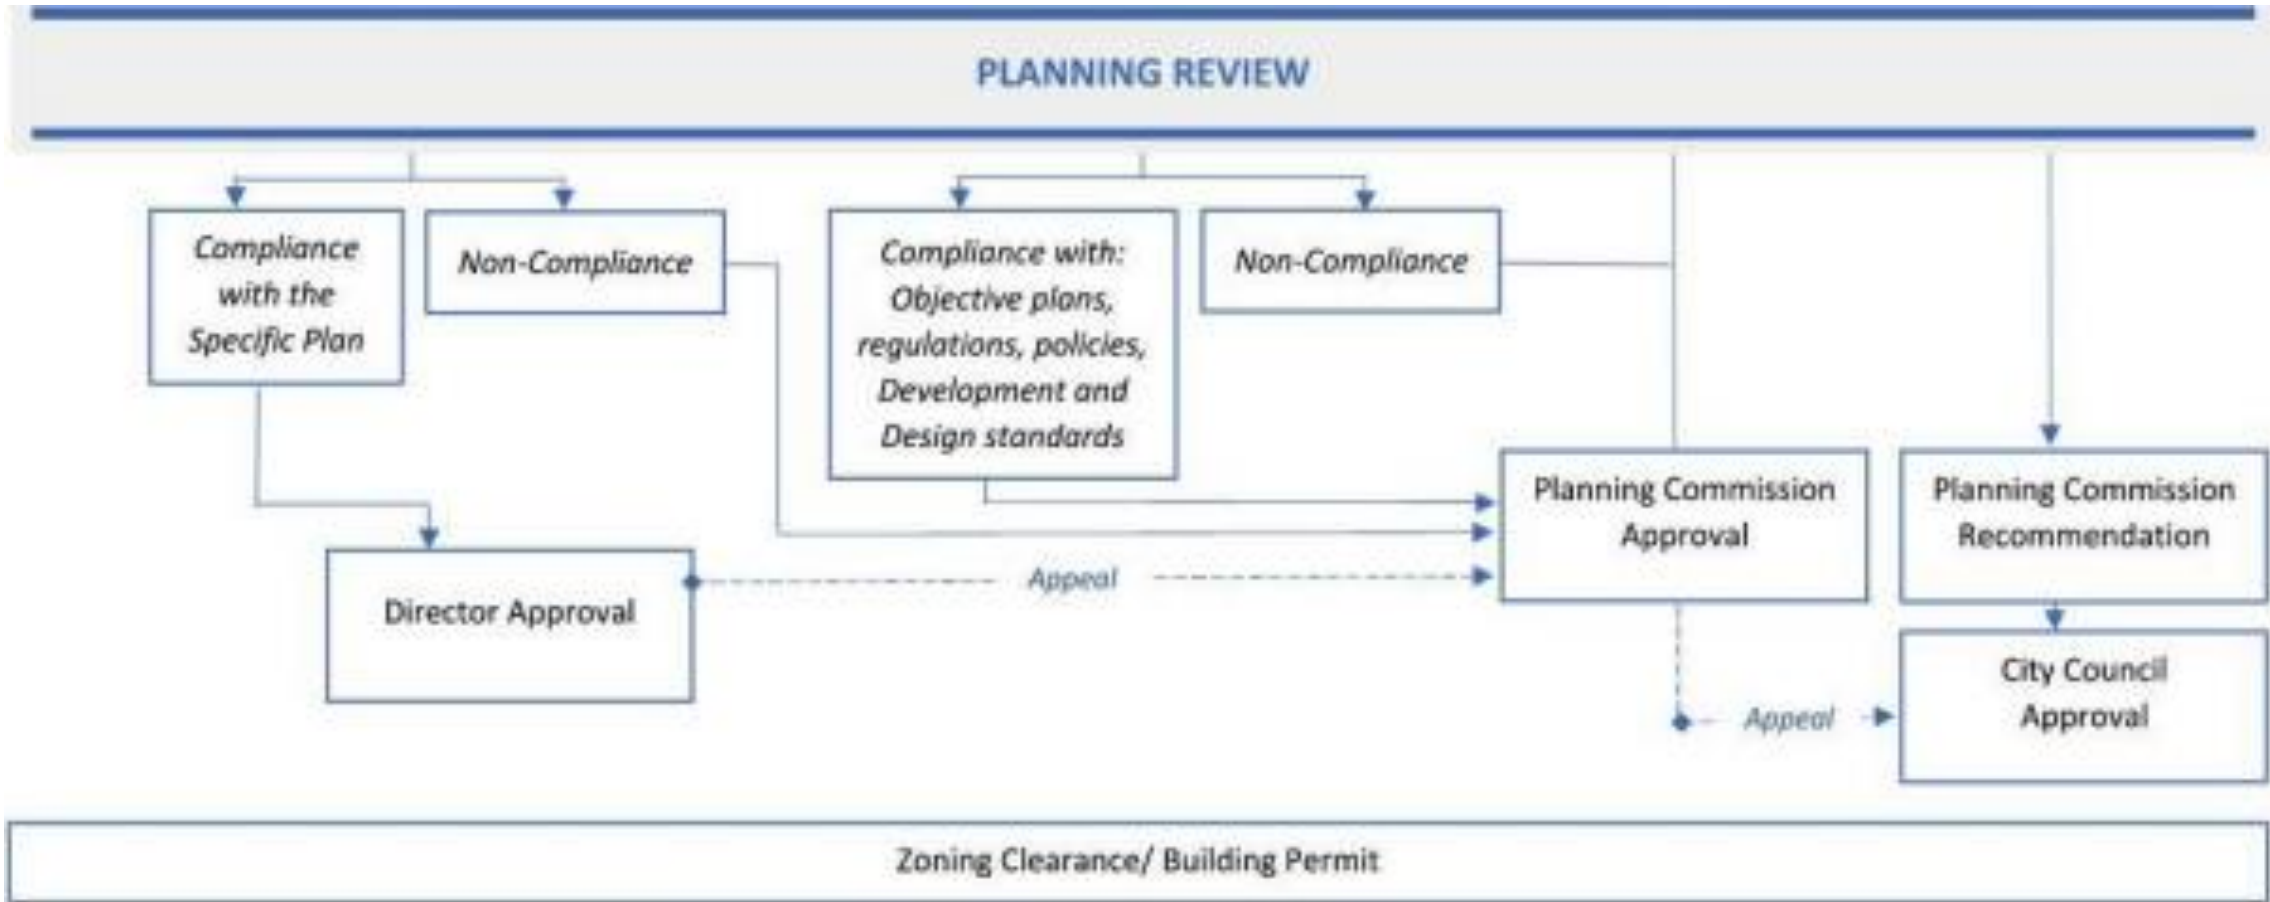 PLANNING REVIEW
Compliance
with the
Specific Plan
Non-Compliance
Compliance with:
Objective plans,
regulations, policies,
Development and
Design standards
Non-Compliance
Planning Commission
Approval
Planning Commission
Recommendation
Director Approval
Appeal
City Council
Approval
Appeal
Zoning Clearance/ Building Permit